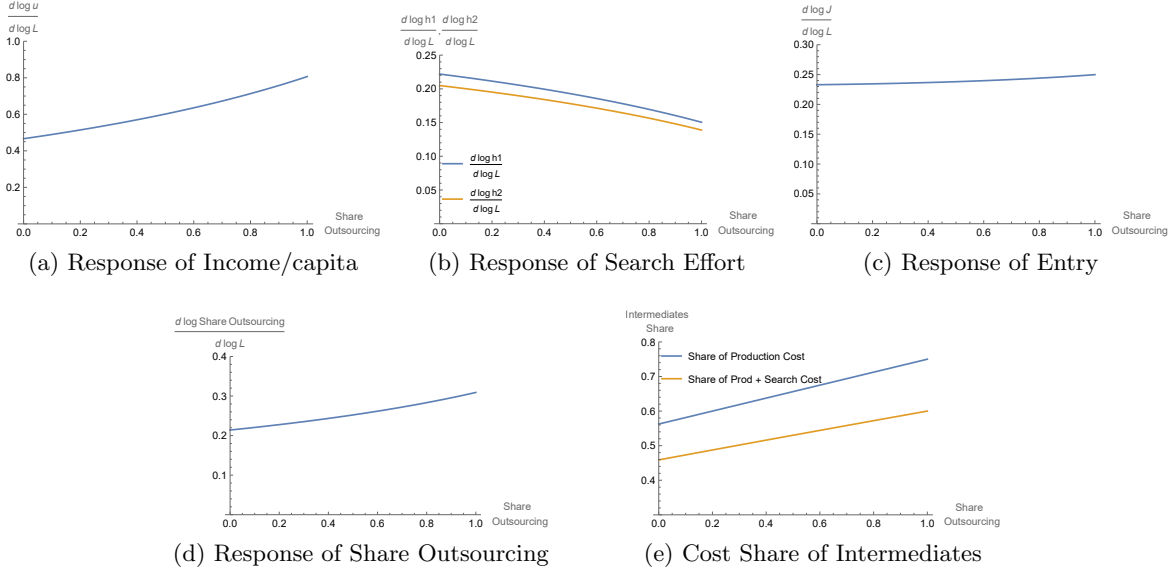 d log u
d log L
1.0
0.8
0.6
0.4
0.2
0.0 0.2 0.4 0.6 0.8 1.0
Share
Outsourcing
(a) Response of Income/capita
d log h1 , d log h2
d log L d log L
0.25
0.20
0.15
0.10
0.05
d log h1
d log L
d log h2
d log L
0.0 0.2 0.4 0.6 0.8 1.0
Share
Outsourcing
(b) Response of Search Effort
d log J
d log L
0.30
0.25
0.20
0.15
0.10
0.05
0.0 0.2 0.4 0.6 0.8 1.0
Share
Outsourcing
(c) Response of Entry
d log Share Outsourcing
d log L
0.4
0.3
0.2
0.1
0.0 0.2 0.4 0.6 0.8 1.0
Share
Outsourcing
(d) Response of Share Outsourcing
Intermediates
Share
0.8
0.7
0.6
0.5
0.4
Share of Production Cost
Share of Prod + Search Cost
0.0 0.2 0.4 0.6 0.8 1.0
Share
Outsourcing
(e) Cost Share of Intermediates